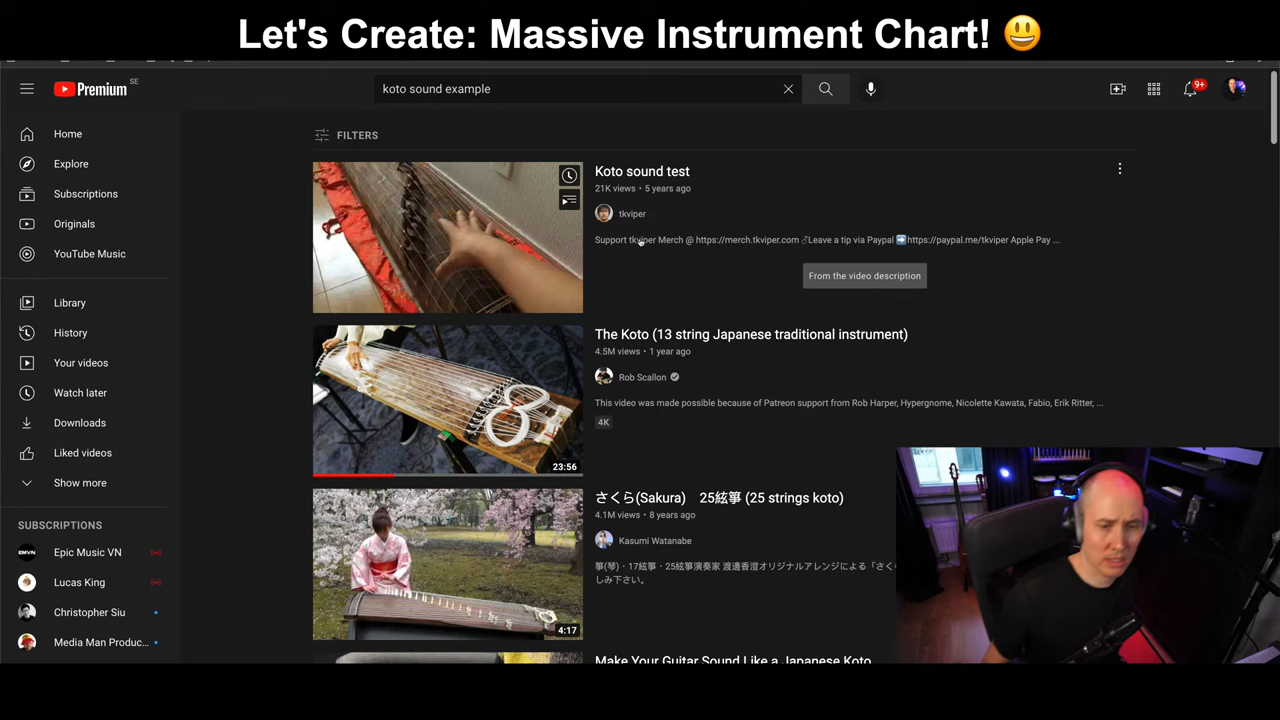 Let's Create: Massive Instrument Chart! 😃
Premium SE
koto sound example
9+
Home
Explore
Subscriptions
Originals
YouTube Music
Library
History
Your videos
Watch later
Downloads
Liked videos
Show more
SUBSCRIPTIONS
Epic Music VN
Lucas King
Christopher Siu
Media Man Produc...
FILTERS
Koto sound test
21K views • 5 years ago
tkviper
Support tkviper Merch @ https://merch.tkviper.com ☃Leave a tip via Paypal ➡https://paypal.me/tkviper Apple Pay ...
From the video description
The Koto (13 string Japanese traditional instrument)
4.5M views • 1 year ago
Rob Scallon
This video was made possible because of Patreon support from Rob Harper, Hypergnome, Nicolette Kawata, Fabio, Erik Ritter, ...
4K
23:56
さくら(Sakura)　25絃箏 (25 strings koto)
4.1M views • 8 years ago
Kasumi Watanabe
箏(琴)・17絃箏・25絃箏演奏家 渡邊香澄オリジナルアレンジによる「さく
しみ下さい。
4:17
Make Your Guitar Sound Like a Japanese Koto